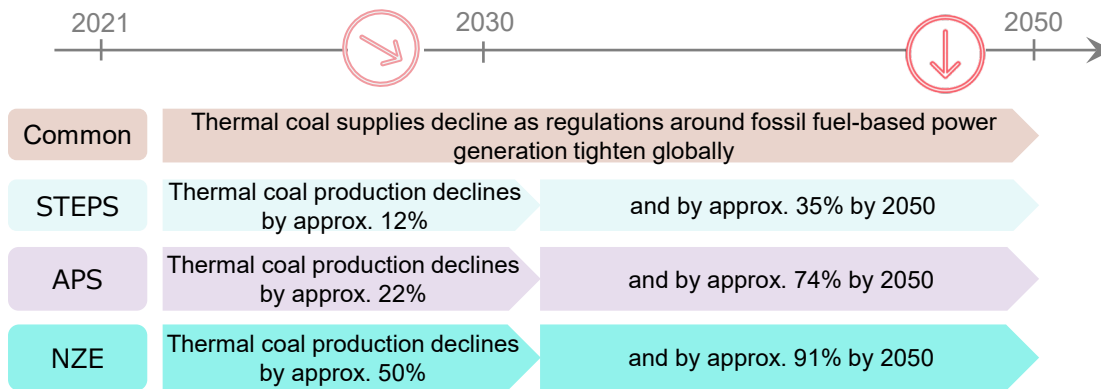 2021
2030
2050
Common
Thermal coal supplies decline as regulations around fossil fuel-based power
generation tighten globally
STEPS
Thermal coal production declines
by approx. 12%
and by approx. 35% by 2050
APS
Thermal coal production declines
by approx. 22%
and by approx. 74% by 2050
NZE
Thermal coal production declines
by approx. 50%
and by approx. 91% by 2050